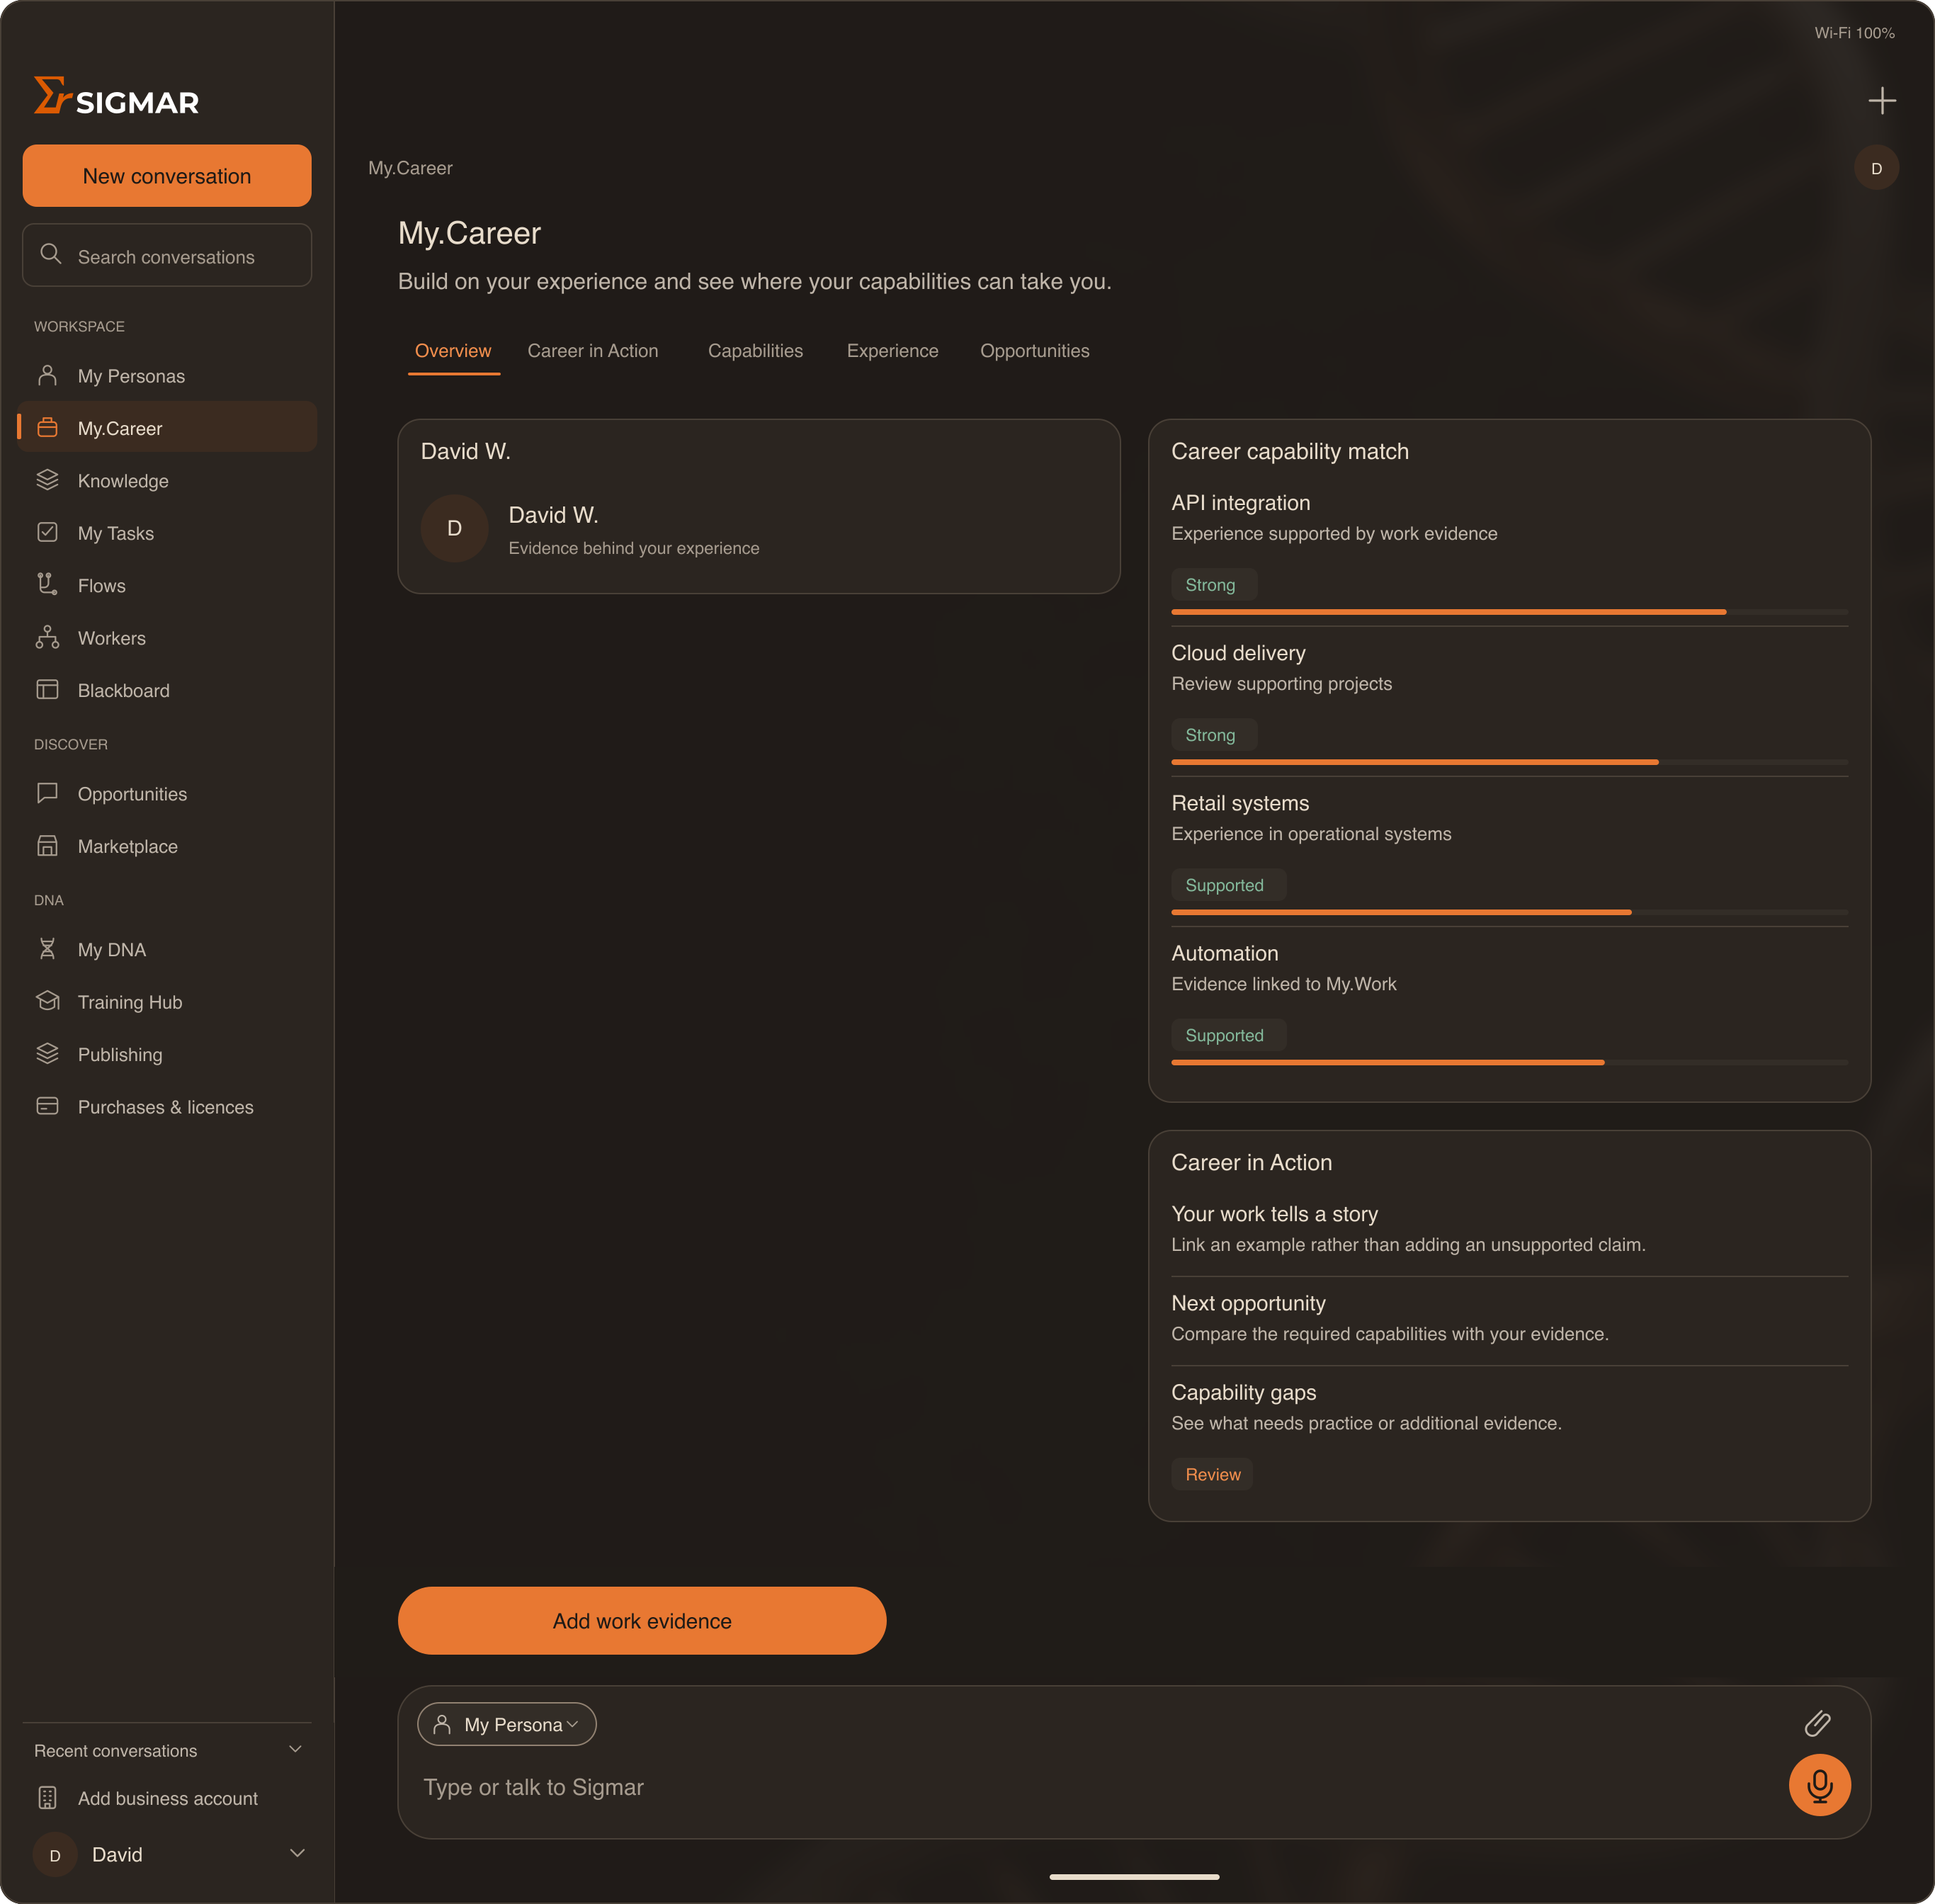 Wi-Fi 100%
Σr SIGMAR
New conversation
Search conversations
WORKSPACE
My Personas
My.Career
Knowledge
My Tasks
Flows
Workers
Blackboard
DISCOVER
Opportunities
Marketplace
DNA
My DNA
Training Hub
Publishing
Purchases & licences
Recent conversations
Add business account
D
David
My.Career
D
My.Career
Build on your experience and see where your capabilities can take you.
Overview
Career in Action
Capabilities
Experience
Opportunities
David W.
D
David W.
Evidence behind your experience
Career capability match
API integration
Experience supported by work evidence
Strong
Cloud delivery
Review supporting projects
Strong
Retail systems
Experience in operational systems
Supported
Automation
Evidence linked to My.Work
Supported
Career in Action
Your work tells a story
Link an example rather than adding an unsupported claim.
Next opportunity
Compare the required capabilities with your evidence.
Capability gaps
See what needs practice or additional evidence.
Review
Add work evidence
My Persona
Type or talk to Sigmar